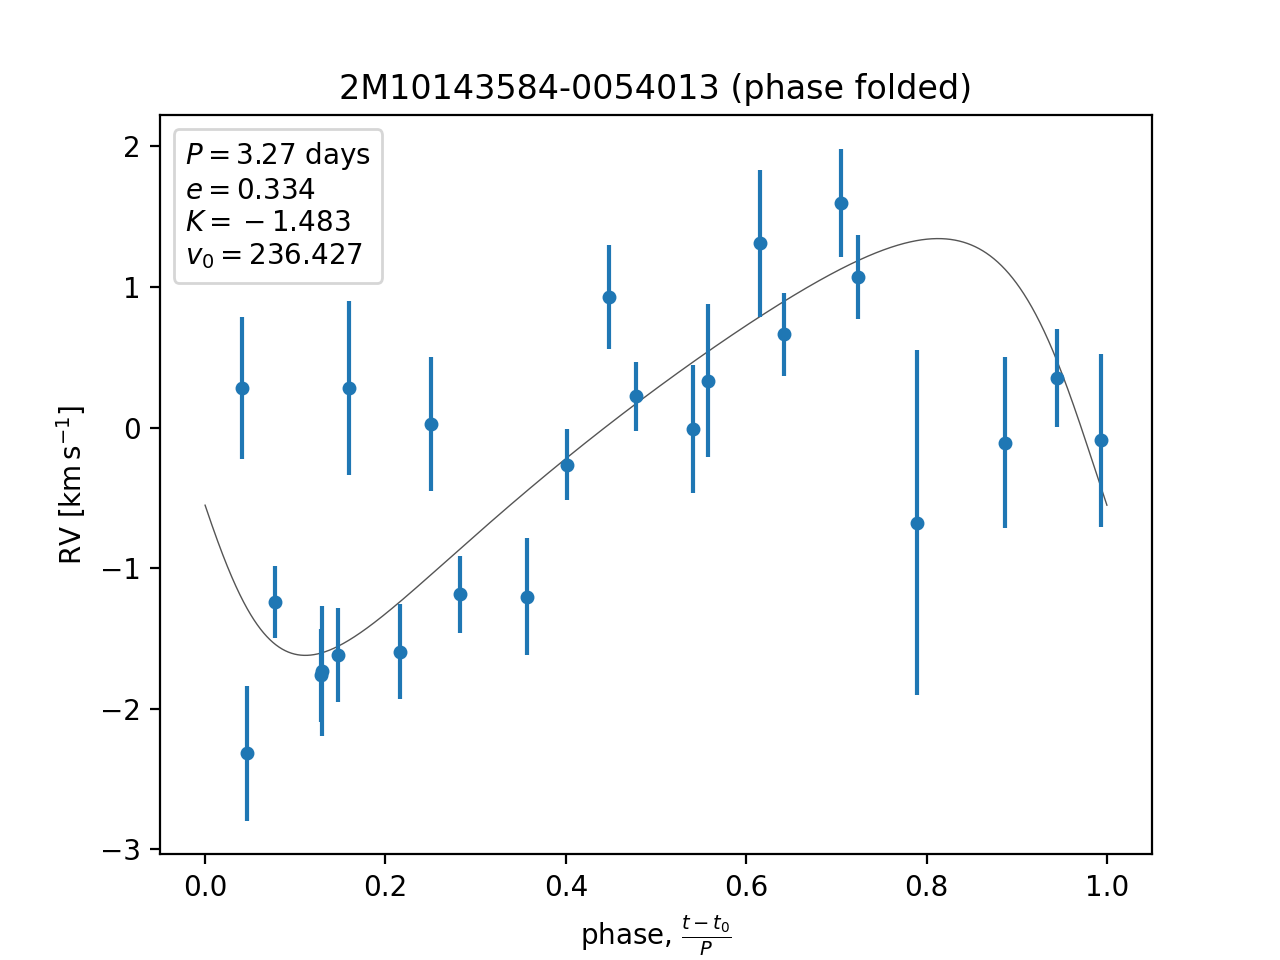 2M10143584-0054013 (phase folded)
P = 3.27 days
e = 0.334
K = −1.483
v₀ = 236.427
2
1
0
−1
−2
−3
RV [km s⁻¹]
0.0 0.2 0.4 0.6 0.8 1.0
phase, (t − t₀)/P